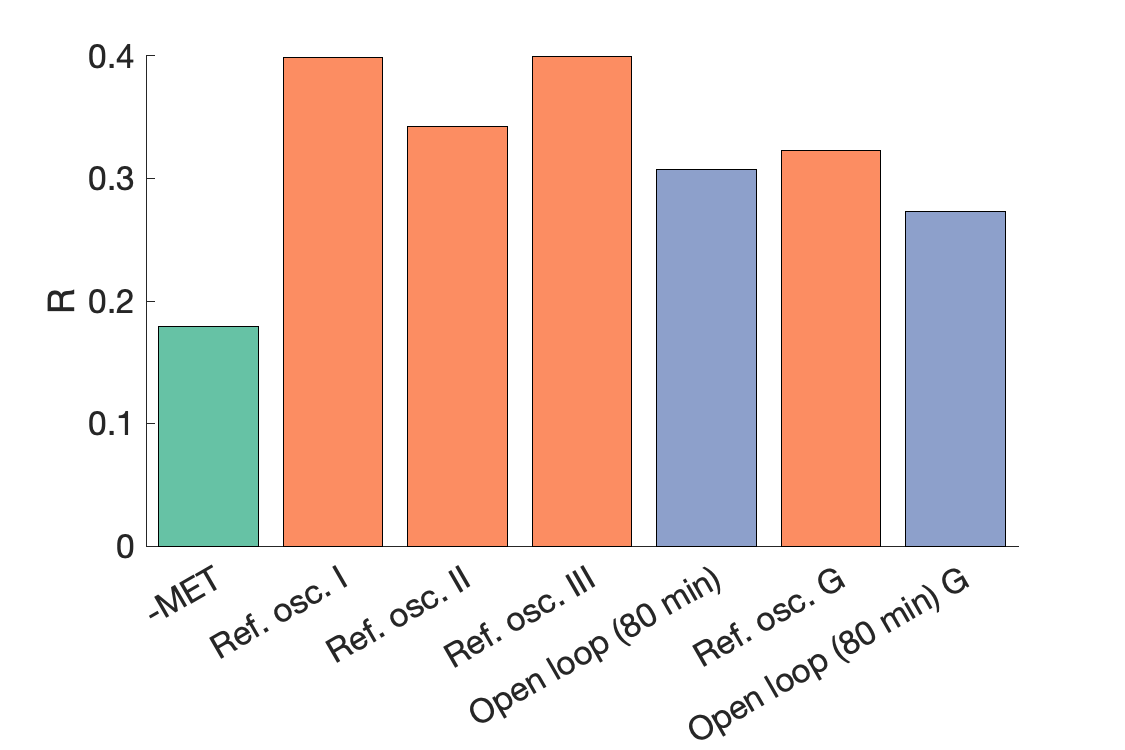 0.4
0.3
0.2
0.1
0
R
-MET
Ref. osc. I
Ref. osc. II
Ref. osc. III
Open loop (80 min)
Ref. osc. G
Open loop (80 min) G